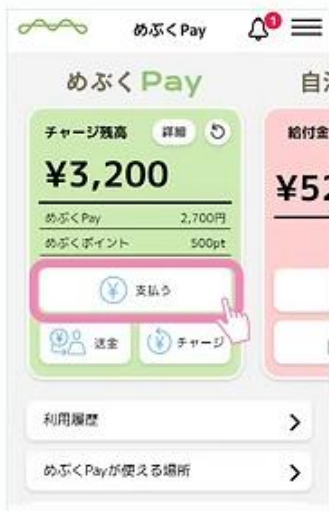 めぶくPay
1
めぶくPay
チャージ残高 詳細
¥3,200
めぶくPay 2,700円
めぶくポイント 500pt
支払う
送金 チャージ
自
給付金
¥52
利用履歴
めぶくPayが使える場所